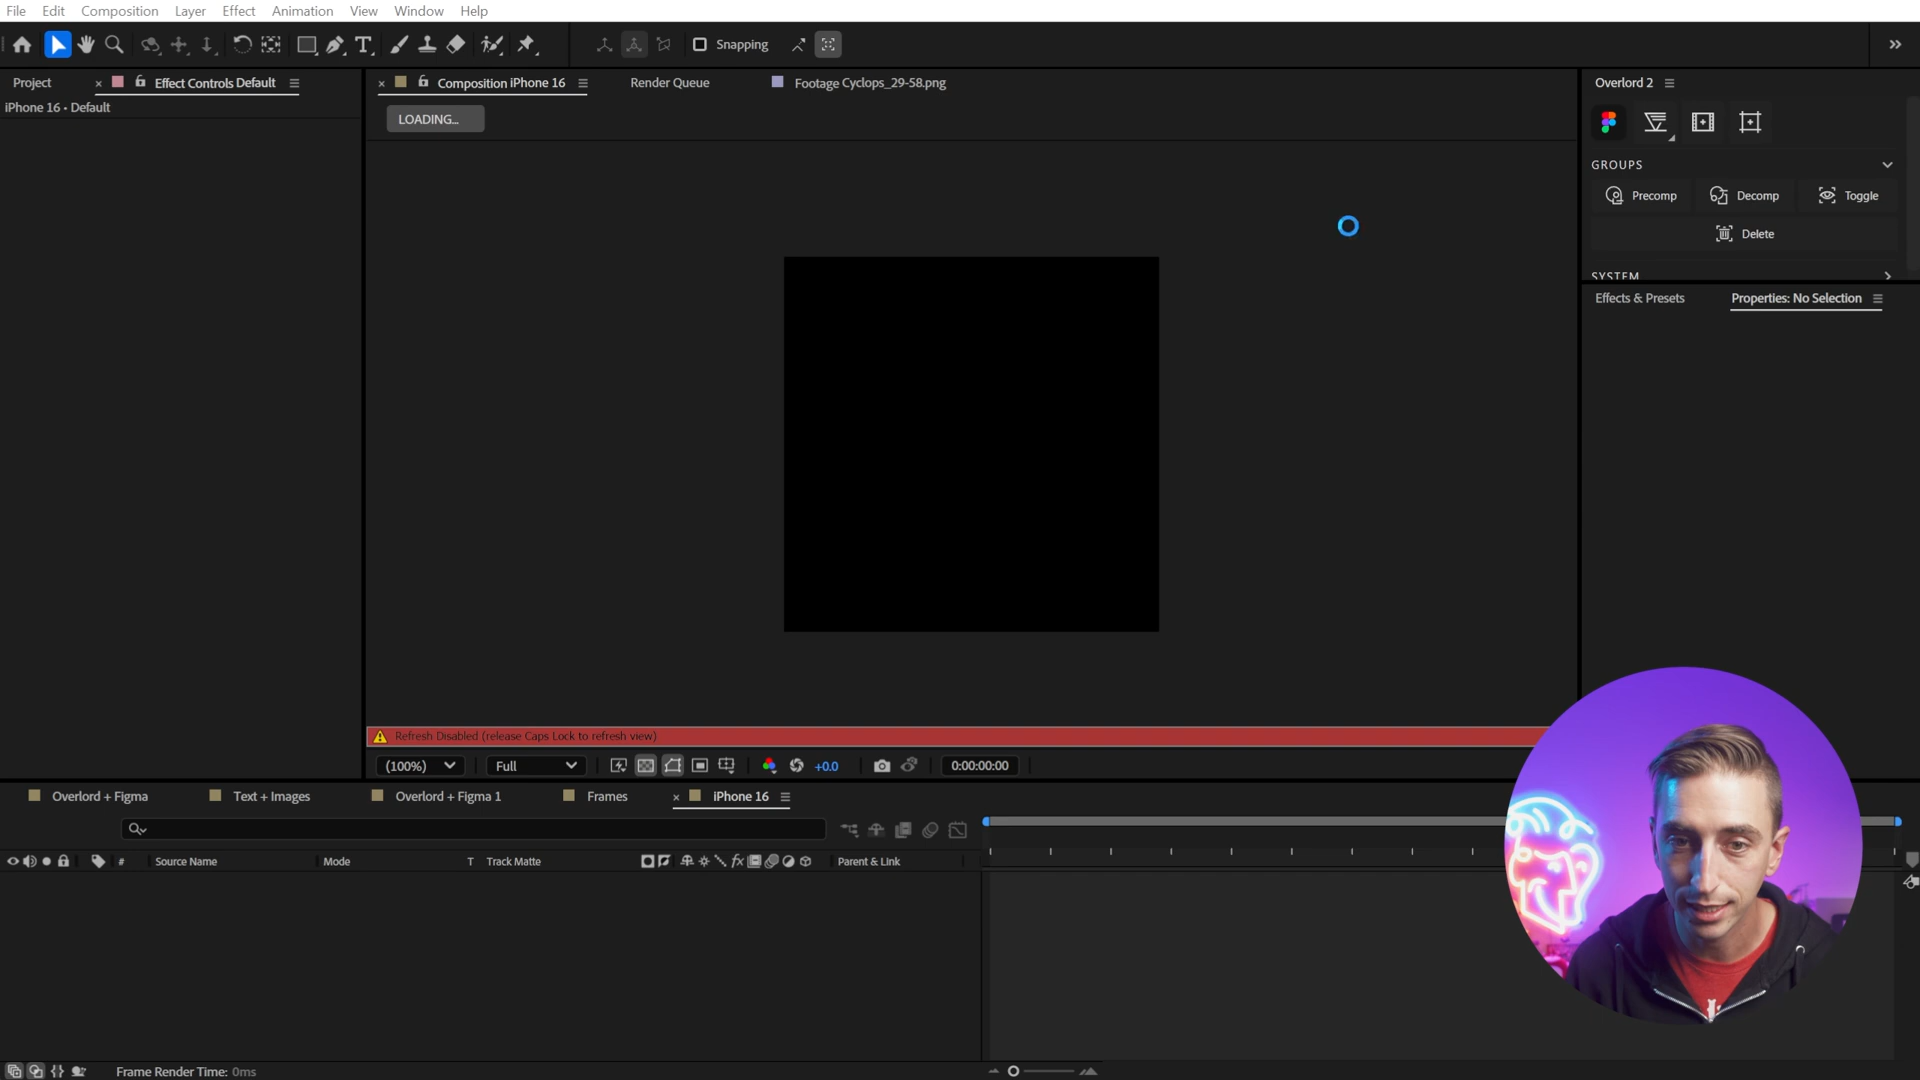 File Edit Composition Layer Effect Animation View Window Help
Snapping
Project × Effect Controls Default
iPhone 16 • Default
× Composition iPhone 16 Render Queue Footage Cyclops_29-58.png
LOADING...
Overlord 2
GROUPS
Precomp Decomp Toggle
Delete
SYSTEM
Effects & Presets Properties: No Selection
Refresh Disabled (release Caps Lock to refresh view)
(100%) Full +0.0 0:00:00:00
Overlord + Figma Text + Images Overlord + Figma 1 Frames × iPhone 16
# Source Name Mode T Track Matte fx Parent & Link
Frame Render Time: 0ms